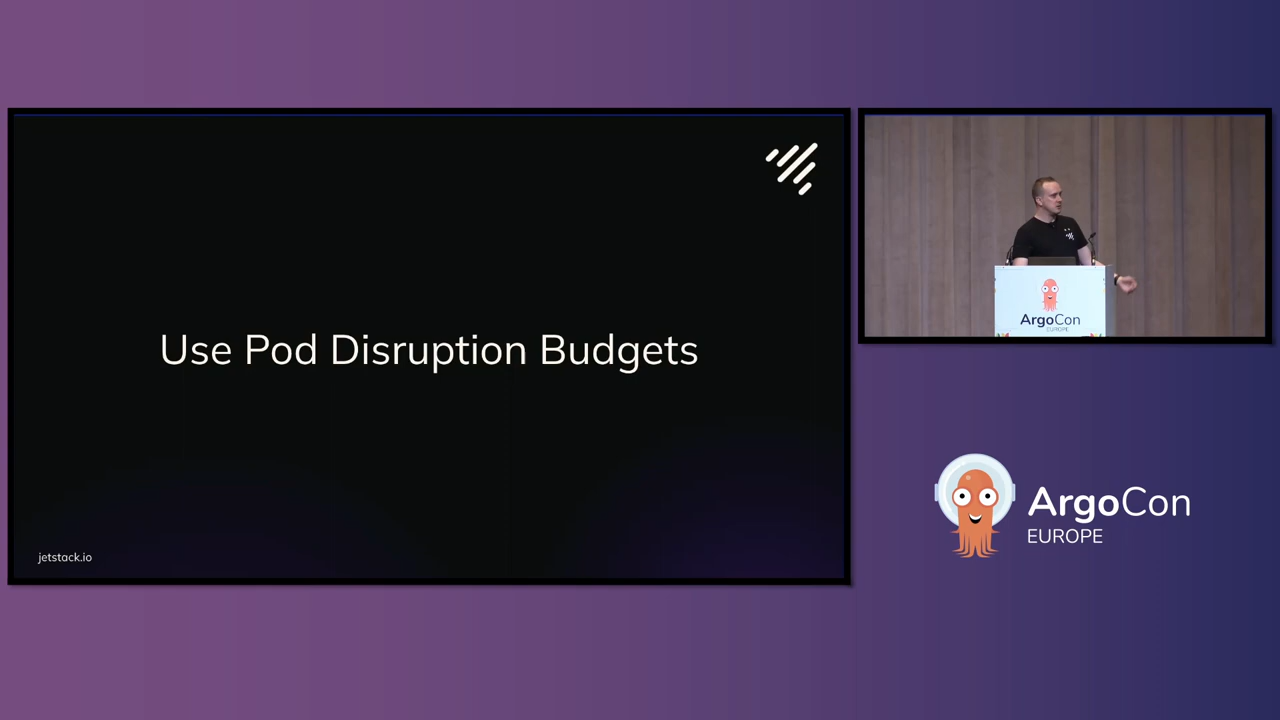 Use Pod Disruption Budgets
jetstack.io
ArgoCon
EUROPE
ArgoCon
EUROPE